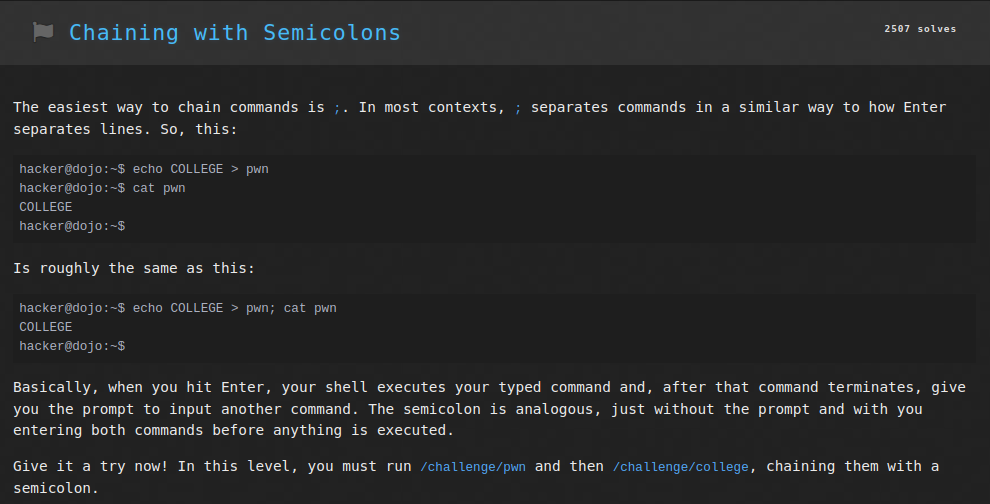 Chaining with Semicolons
2507 solves
The easiest way to chain commands is ;. In most contexts, ; separates commands in a similar way to how Enter
separates lines. So, this:
hacker@dojo:~$ echo COLLEGE > pwn
hacker@dojo:~$ cat pwn
COLLEGE
hacker@dojo:~$
Is roughly the same as this:
hacker@dojo:~$ echo COLLEGE > pwn; cat pwn
COLLEGE
hacker@dojo:~$
Basically, when you hit Enter, your shell executes your typed command and, after that command terminates, give
you the prompt to input another command. The semicolon is analogous, just without the prompt and with you
entering both commands before anything is executed.
Give it a try now! In this level, you must run /challenge/pwn and then /challenge/college, chaining them with a
semicolon.